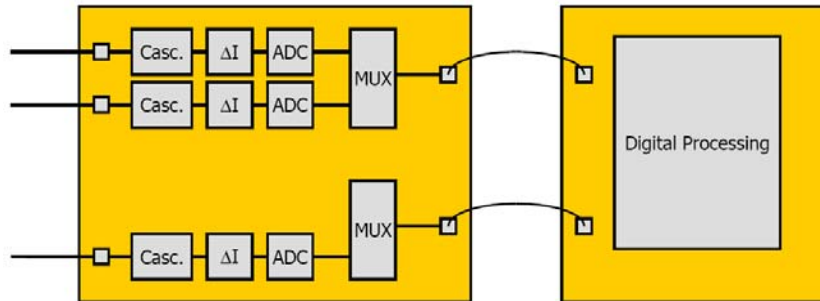 Casc. ΔI ADC
MUX
Casc. ΔI ADC
Digital Processing
MUX
Casc. ΔI ADC